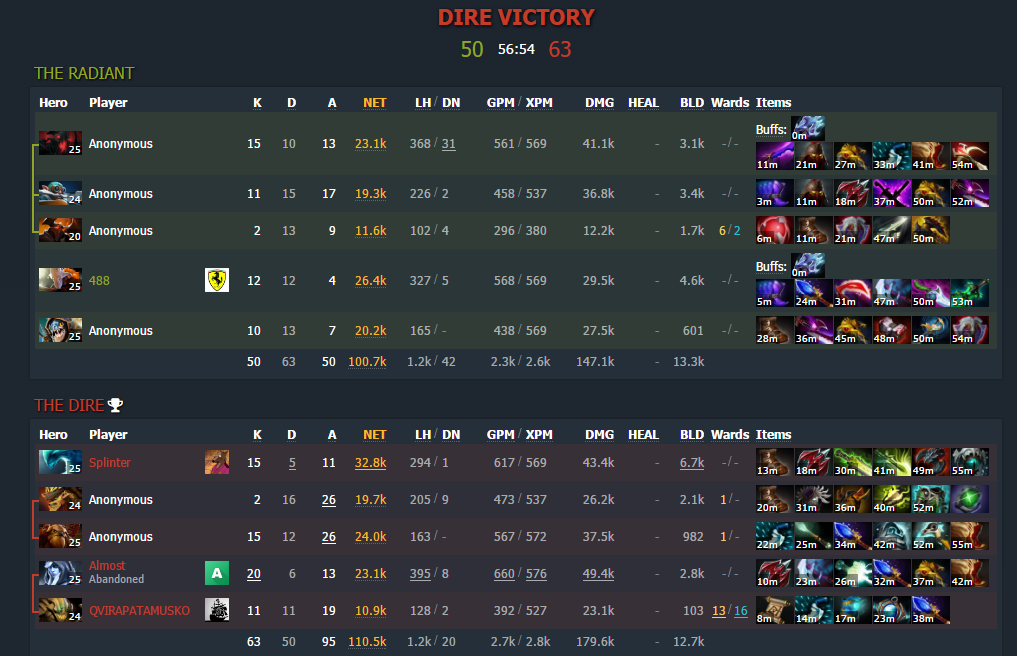 DIRE VICTORY
50 56:54 63
THE RADIANT
Hero Player K D A NET LH / DN GPM / XPM DMG HEAL BLD Wards Items
Buffs: 0m
25 Anonymous 15 10 13 23.1k 368 / 31 561 / 569 41.1k - 3.1k -/-
11m 21m 27m 33m 41m 54m
24 Anonymous 11 15 17 19.3k 226 / 2 458 / 537 36.8k - 3.4k -/- 3m 11m 18m 37m 50m 52m
20 Anonymous 2 13 9 11.6k 102 / 4 296 / 380 12.2k - 1.7k 6/2 6m 11m 21m 47m 50m
Buffs: 0m
25 488 12 12 4 26.4k 327 / 5 568 / 569 29.5k - 4.6k -/-
5m 24m 31m 47m 50m 53m
25 Anonymous 10 13 7 20.2k 165 / - 438 / 569 27.5k - 601 -/- 28m 36m 45m 48m 50m 54m
50 63 50 100.7k 1.2k / 42 2.3k / 2.6k 147.1k - 13.3k
THE DIRE
Hero Player K D A NET LH / DN GPM / XPM DMG HEAL BLD Wards Items
25 Splinter 15 5 11 32.8k 294 / 1 617 / 569 43.4k - 6.7k -/- 13m 18m 30m 41m 49m 55m
24 Anonymous 2 16 26 19.7k 205 / 9 473 / 537 26.2k - 2.1k 1/- 20m 31m 36m 40m 52m
25 Anonymous 15 12 26 24.0k 163 / - 567 / 572 37.5k - 982 1/- 22m 25m 34m 42m 52m 55m
Almost
25 Abandoned A 20 6 13 23.1k 395 / 8 660 / 576 49.4k - 2.8k -/- 10m 23m 26m 32m 37m 42m
24 QVIRAPATAMUSKO 11 11 19 10.9k 128 / 2 392 / 527 23.1k - 103 13/16 8m 14m 17m 23m 38m
63 50 95 110.5k 1.2k / 20 2.7k / 2.8k 179.6k - 12.7k